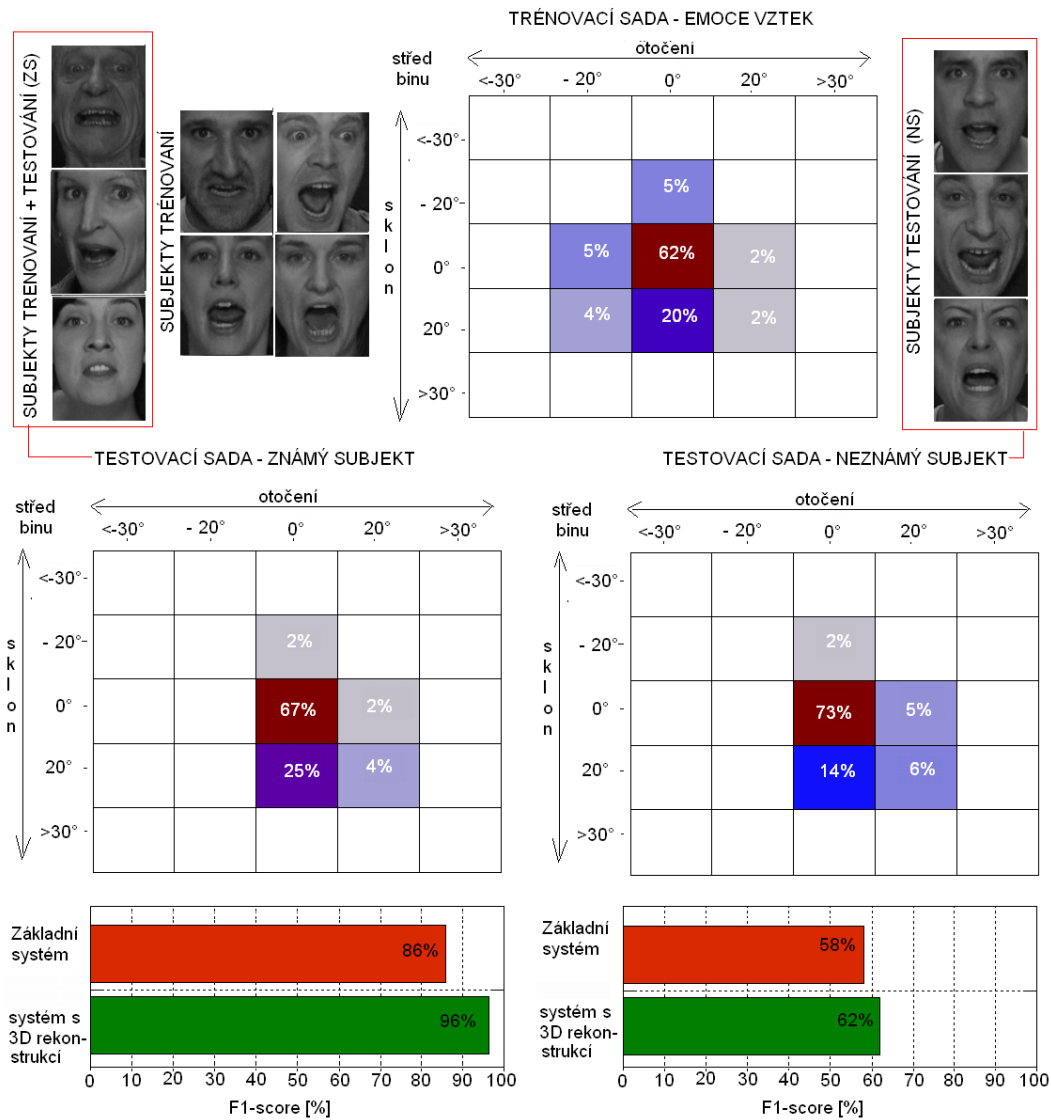 TRÉNOVACÍ SADA - EMOCE VZTEK
otočení
střed
binu
<-30° - 20° 0° 20° >30°
SUBJEKTY TRENOVANÍ + TESTOVÁNÍ (ZS)
SUBJEKTY TRÉNOVANÍ
sklon
<-30°
- 20°
0°
20°
>30°
5%
5% 62% 2%
4% 20% 2%
SUBJEKTY TESTOVÁNÍ (NS)
TESTOVACÍ SADA - ZNÁMÝ SUBJEKT
otočení
střed
binu
<-30° - 20° 0° 20° >30°
sklon
<-30°
- 20°
0°
20°
>30°
2%
67% 2%
25% 4%
Základní
systém
86%
systém s
3D rekon-
strukcí
96%
0 10 20 30 40 50 60 70 80 90 100
F1-score [%]
TESTOVACÍ SADA - NEZNÁMÝ SUBJEKT
otočení
střed
binu
<-30° - 20° 0° 20° >30°
sklon
<-30°
- 20°
0°
20°
>30°
2%
73% 5%
14% 6%
Základní
systém
58%
systém s
3D rekon-
strukcí
62%
0 10 20 30 40 50 60 70 80 90 100
F1-score [%]